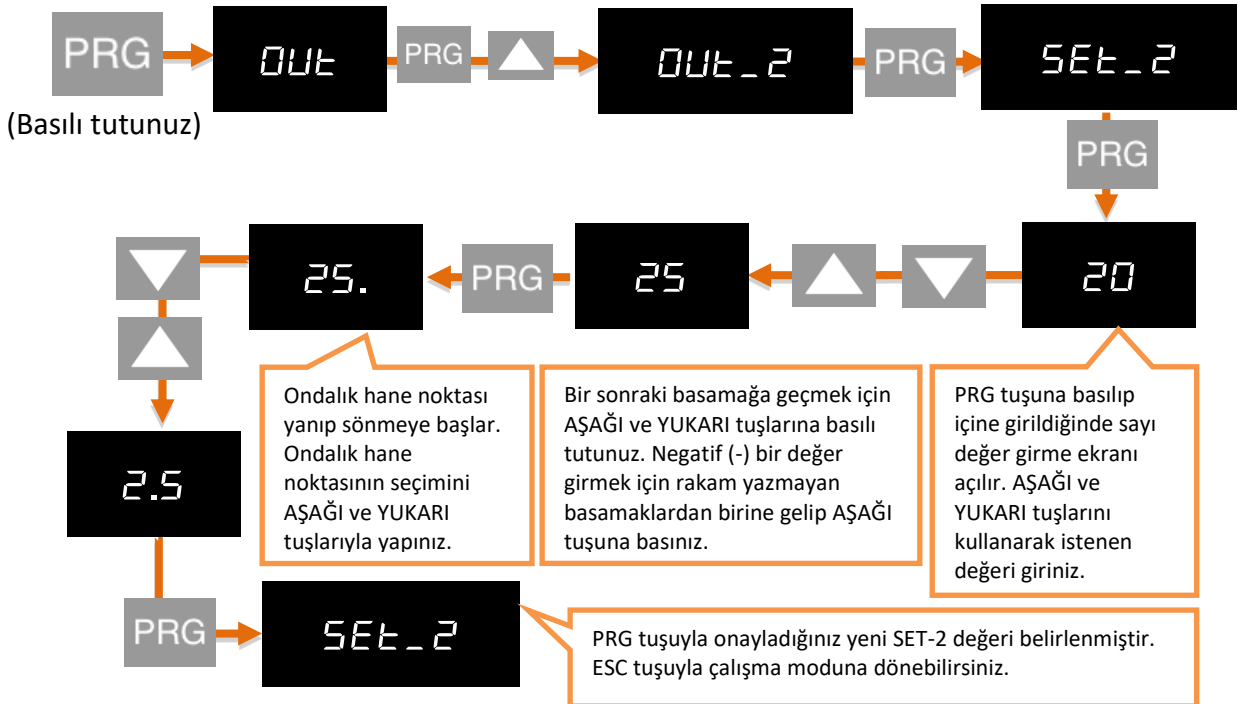 PRG
OUt
PRG
OUt_2
PRG
SEt_2
(Basılı tutunuz)
PRG
25.
PRG
25
20
Ondalık hane noktası
yanıp sönmeye başlar.
Ondalık hane
noktasının seçimini
AŞAĞI ve YUKARI
tuşlarıyla yapınız.
Bir sonraki basamağa geçmek için
AŞAĞI ve YUKARI tuşlarına basılı
tutunuz. Negatif (-) bir değer
girmek için rakam yazmayan
basamaklardan birine gelip AŞAĞI
tuşuna basınız.
PRG tuşuna basılıp
içine girildiğinde sayı
değer girme ekranı
açılır. AŞAĞI ve
YUKARI tuşlarını
kullanarak istenen
değeri giriniz.
2.5
PRG
SEt_2
PRG tuşuyla onayladığınız yeni SET-2 değeri belirlenmiştir.
ESC tuşuyla çalışma moduna dönebilirsiniz.